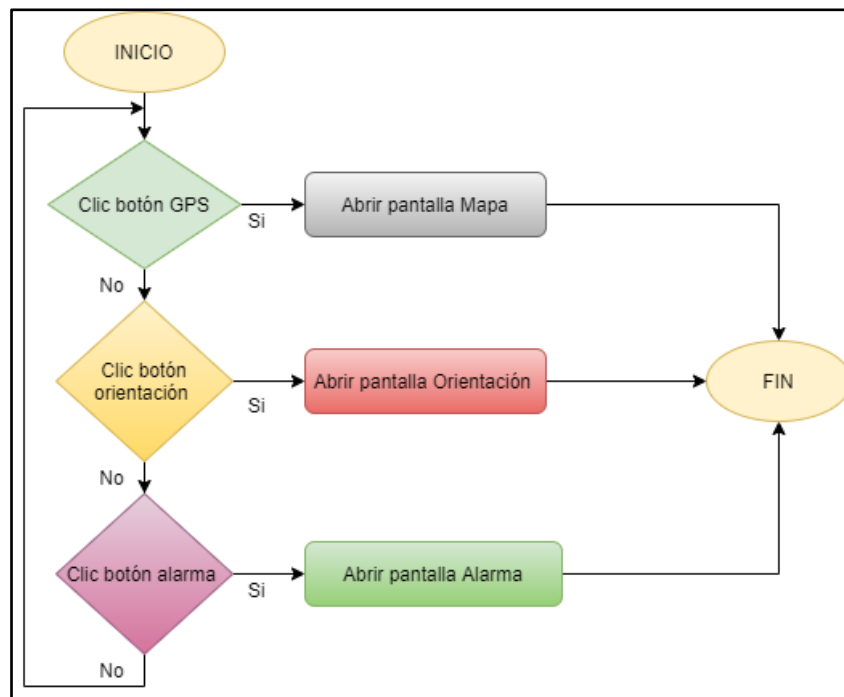 INICIO
Clic botón GPS
Si
Abrir pantalla Mapa
No
Clic botón
orientación
Si
Abrir pantalla Orientación
FIN
No
Clic botón alarma
Si
Abrir pantalla Alarma
No